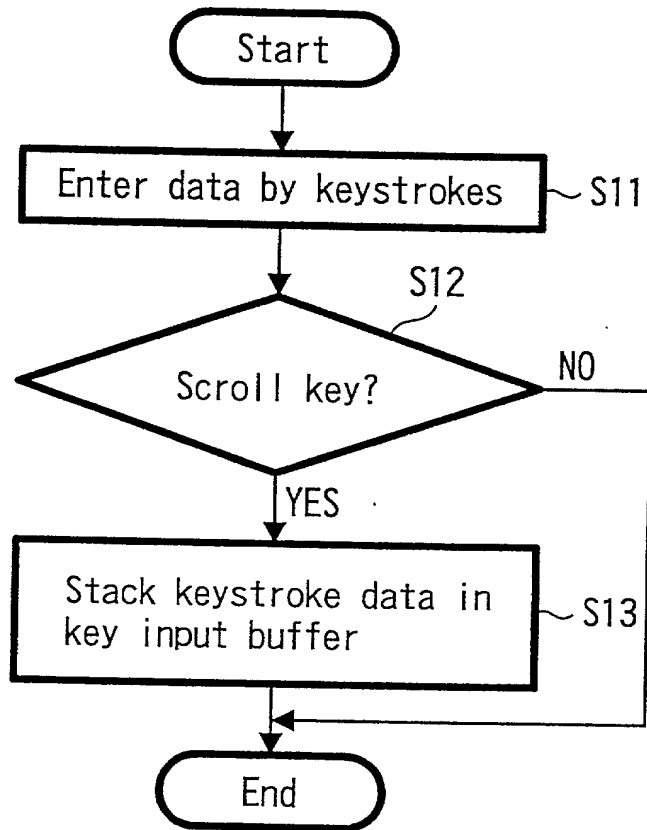 Start
Enter data by keystrokes
S11
S12
Scroll key?
NO
YES
Stack keystroke data in
key input buffer
S13
End